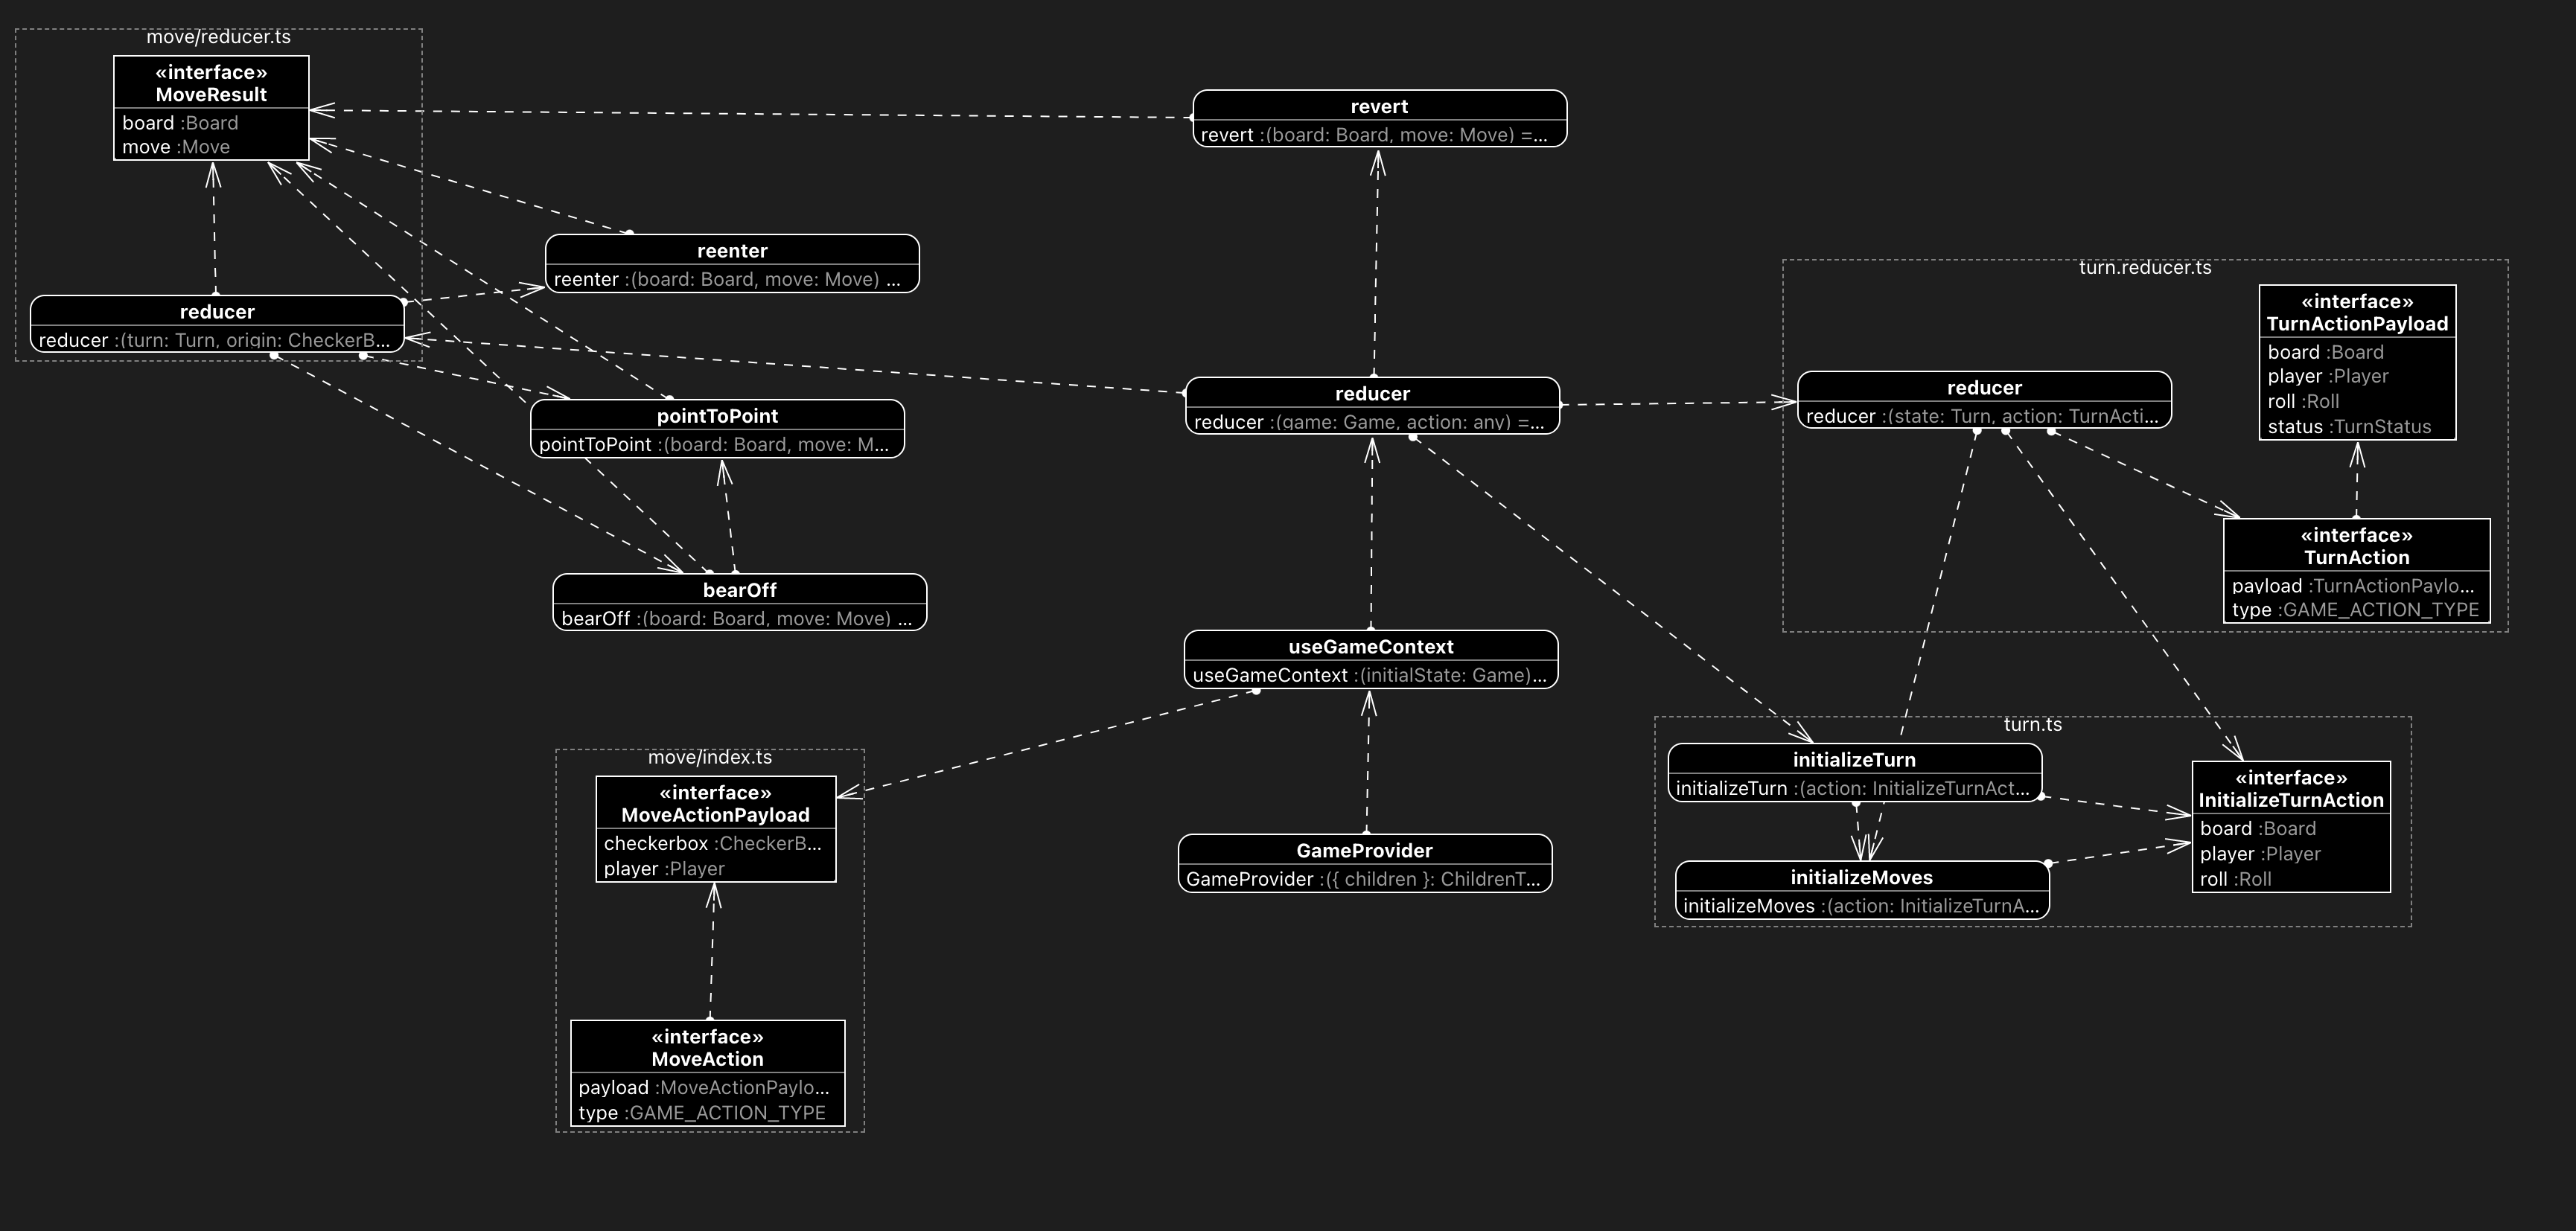 move/reducer.ts
«interface»
MoveResult
board :Board
move :Move
reducer
reducer :(turn: Turn, origin: CheckerB...
reenter
reenter :(board: Board, move: Move) ...
pointToPoint
pointToPoint :(board: Board, move: M...
bearOff
bearOff :(board: Board, move: Move) ...
revert
revert :(board: Board, move: Move) =...
reducer
reducer :(game: Game, action: any) =...
useGameContext
useGameContext :(initialState: Game)...
GameProvider
GameProvider :({ children }: ChildrenT...
move/index.ts
«interface»
MoveActionPayload
checkerbox :CheckerB...
player :Player
«interface»
MoveAction
payload :MoveActionPaylo...
type :GAME_ACTION_TYPE
turn.reducer.ts
«interface»
TurnActionPayload
board :Board
player :Player
roll :Roll
status :TurnStatus
reducer
reducer :(state: Turn, action: TurnActi...
«interface»
TurnAction
payload :TurnActionPaylo...
type :GAME_ACTION_TYPE
turn.ts
initializeTurn
initializeTurn :(action: InitializeTurnAct...
initializeMoves
initializeMoves :(action: InitializeTurnA...
«interface»
InitializeTurnAction
board :Board
player :Player
roll :Roll